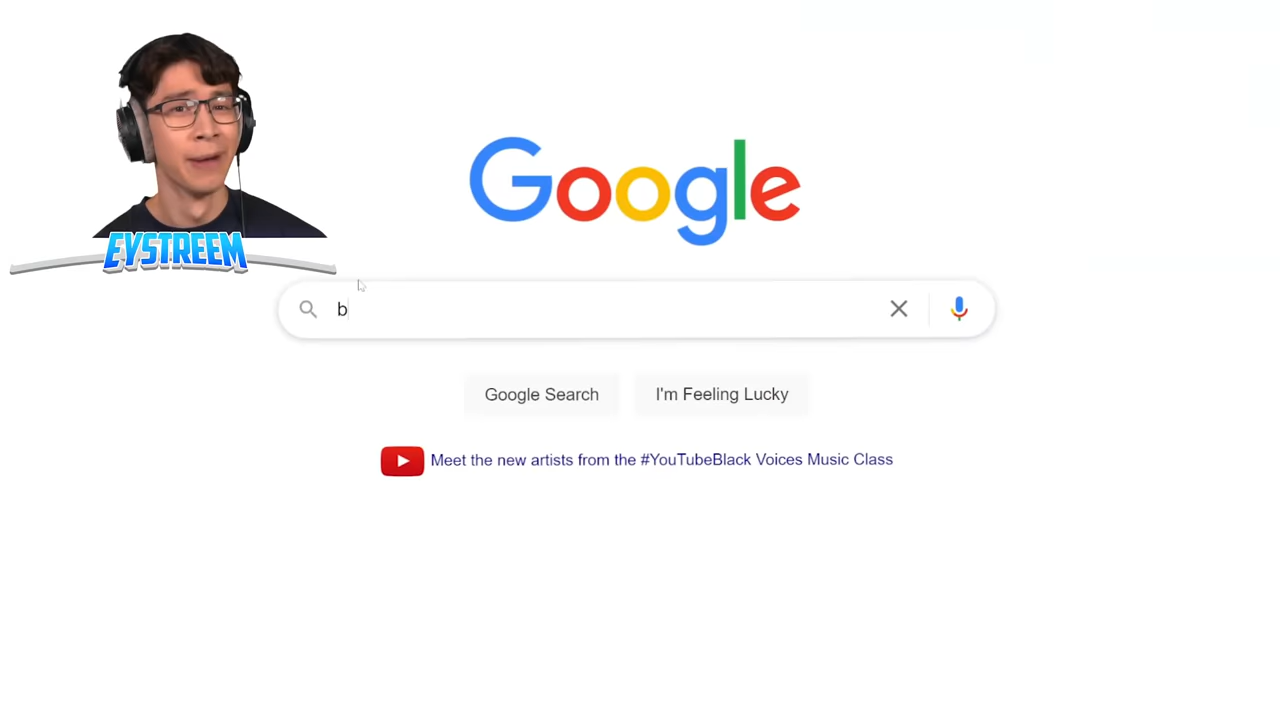 EYSTREEM
Google
b
Google Search
I'm Feeling Lucky
Meet the new artists from the #YouTubeBlack Voices Music Class